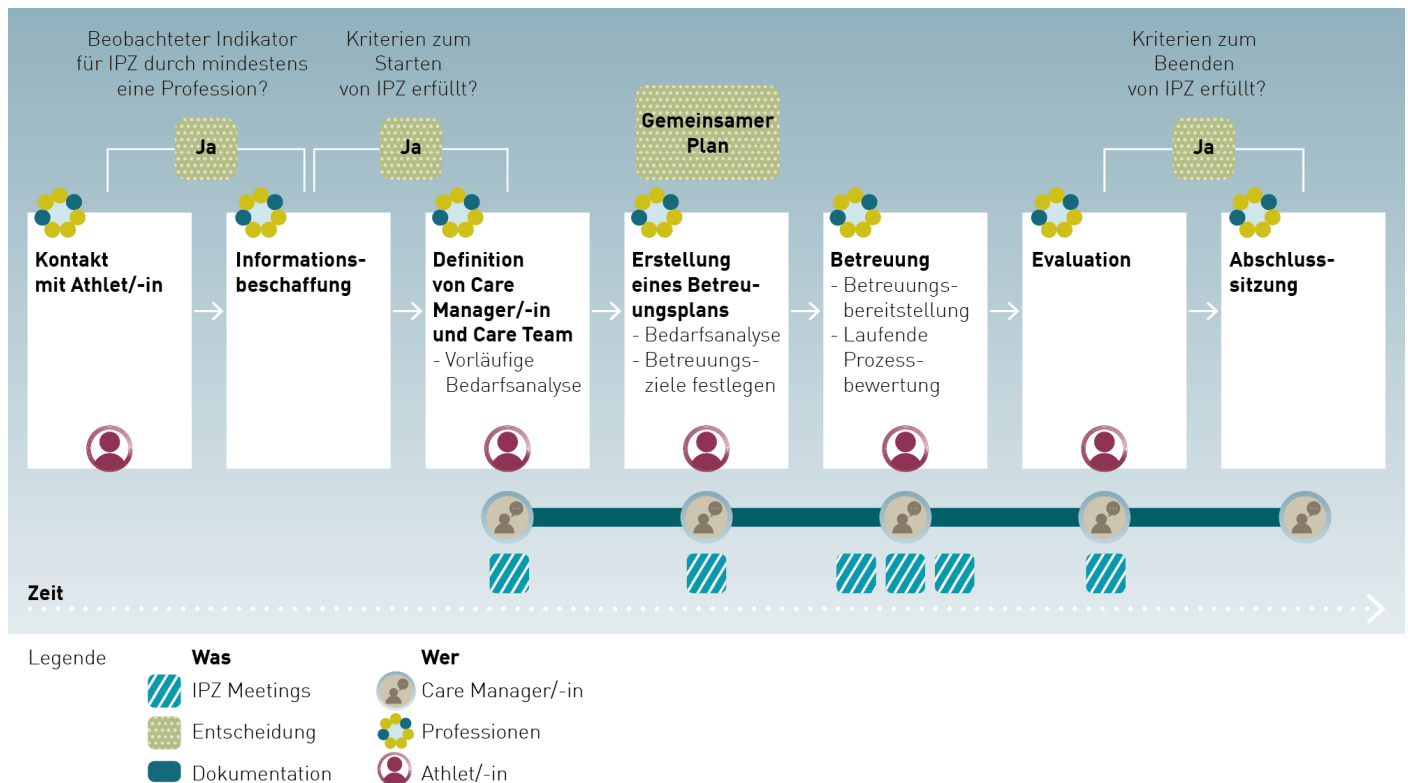 Beobachteter Indikator
für IPZ durch mindestens
eine Profession?
Kriterien zum
Starten
von IPZ erfüllt?
Kriterien zum
Beenden
von IPZ erfüllt?
Ja
Ja
Gemeinsamer
Plan
Ja
Kontakt
mit Athlet/-in
Informations-
beschaffung
Definition
von Care
Manager/-in
und Care Team
- Vorläufige
Bedarfsanalyse
Erstellung
eines Betreu-
ungsplans
- Bedarfsanalyse
- Betreuungs-
ziele festlegen
Betreuung
- Betreuungs-
bereitstellung
- Laufende
Prozess-
bewertung
Evaluation
Abschluss-
sitzung
Zeit
Legende
Was
Wer
IPZ Meetings
Care Manager/-in
Entscheidung
Professionen
Dokumentation
Athlet/-in